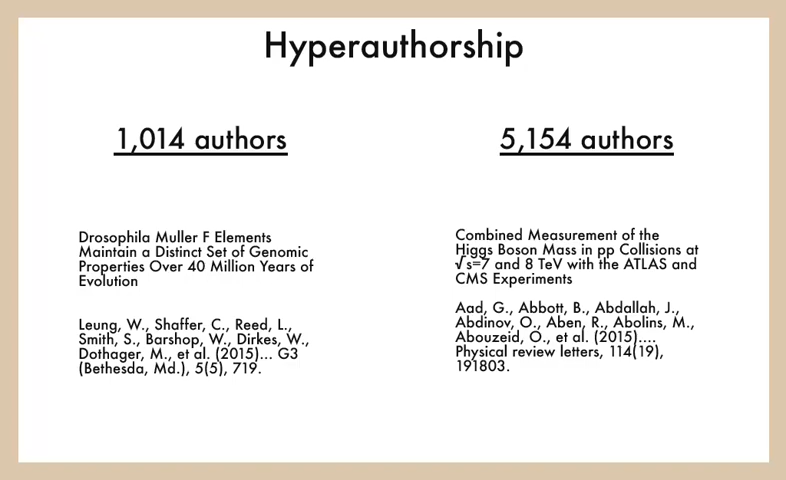 Hyperauthorship
1,014 authors
Drosophila Muller F Elements
Maintain a Distinct Set of Genomic
Properties Over 40 Million Years of
Evolution
Leung, W., Shaffer, C., Reed, L.,
Smith, S., Barshop, W., Dirkes, W.,
Dothager, M., et al. (2015)... G3
(Bethesda, Md.), 5(5), 719.
5,154 authors
Combined Measurement of the
Higgs Boson Mass in pp Collisions at
√s=7 and 8 TeV with the ATLAS and
CMS Experiments
Aad, G., Abbott, B., Abdallah, J.,
Abdinov, O., Aben, R., Abolins, M.,
Abouzeid, O., et al. (2015)....
Physical review letters, 114(19),
191803.